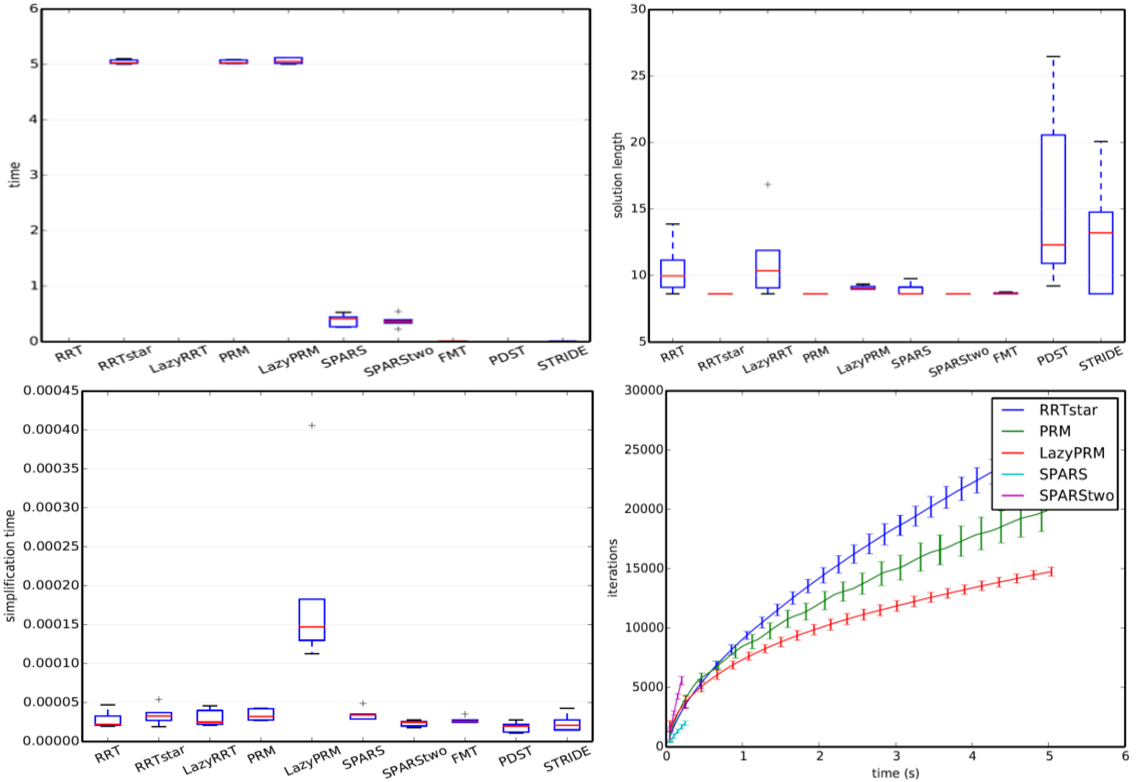 6
5
4
3
2
1
0
time
RRT
RRTstar
LazyRRT
PRM
LazyPRM
SPARS
SPARStwo
FMT
PDST
STRIDE
30
25
20
15
10
5
solution length
RRT
RRTstar
LazyRRT
PRM
LazyPRM
SPARS
SPARStwo
FMT
PDST
STRIDE
0.00045
0.00040
0.00035
0.00030
0.00025
0.00020
0.00015
0.00010
0.00005
0.00000
simplification time
RRT
RRTstar
LazyRRT
PRM
LazyPRM
SPARS
SPARStwo
FMT
PDST
STRIDE
30000
25000
20000
15000
10000
5000
0
iterations
RRTstar
PRM
LazyPRM
SPARS
SPARStwo
0
1
2
3
4
5
6
time (s)